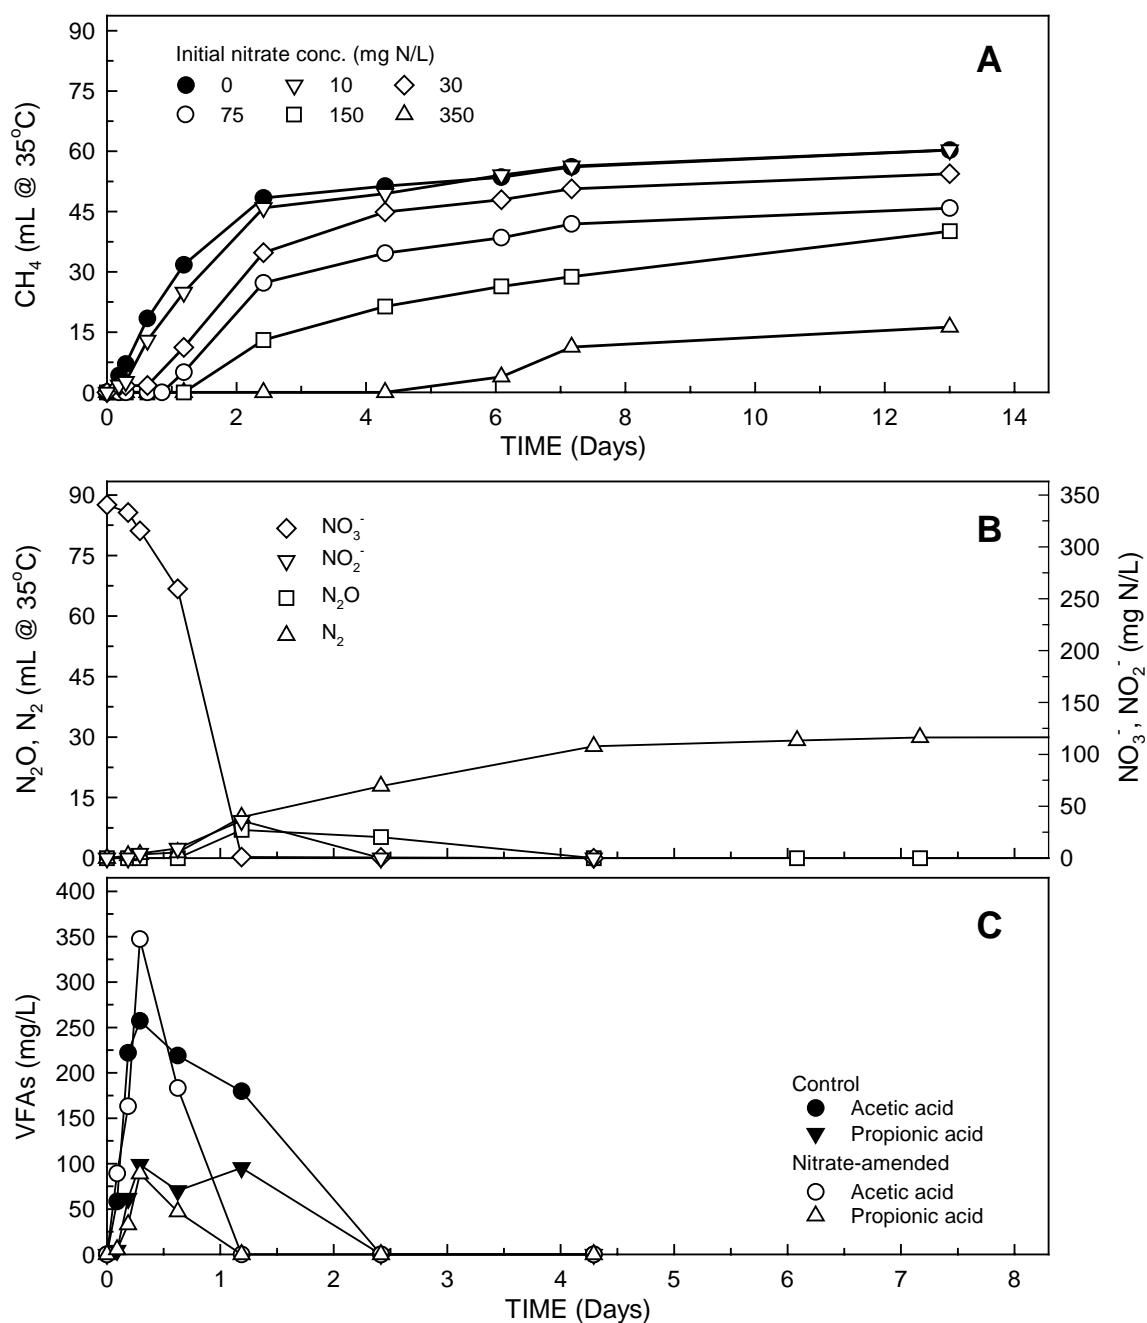 A
Initial nitrate conc. (mg N/L)
0 10 30
75 150 350
CH4 (mL @ 35°C)
90
75
60
45
30
15
0
0 2 4 6 8 10 12 14
TIME (Days)
B
NO3-
NO2-
N2O
N2
N2O, N2 (mL @ 35°C)
90
75
60
45
30
15
0
NO3-, NO2- (mg N/L)
350
300
250
200
150
100
50
0
C
VFAs (mg/L)
400
350
300
250
200
150
100
50
0
Control
Acetic acid
Propionic acid
Nitrate-amended
Acetic acid
Propionic acid
0 1 2 3 4 5 6 7 8
TIME (Days)